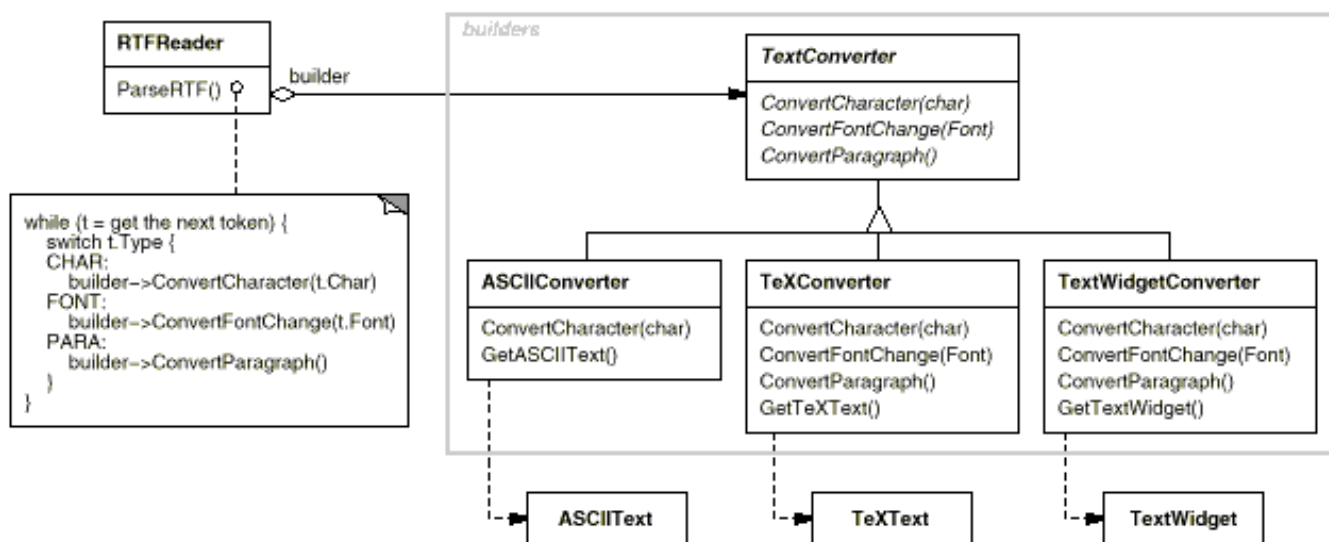 RTFReader
ParseRTF()
builder
builders
TextConverter
ConvertCharacter(char)
ConvertFontChange(Font)
ConvertParagraph()
while (t = get the next token) {
switch t.Type {
CHAR:
builder->ConvertCharacter(t.Char)
FONT:
builder->ConvertFontChange(t.Font)
PARA:
builder->ConvertParagraph()
}
}
ASCIIConverter
ConvertCharacter(char)
GetASCIIText()
TeXConverter
ConvertCharacter(char)
ConvertFontChange(Font)
ConvertParagraph()
GetTeXText()
TextWidgetConverter
ConvertCharacter(char)
ConvertFontChange(Font)
ConvertParagraph()
GetTextWidget()
ASCIIText
TeXText
TextWidget